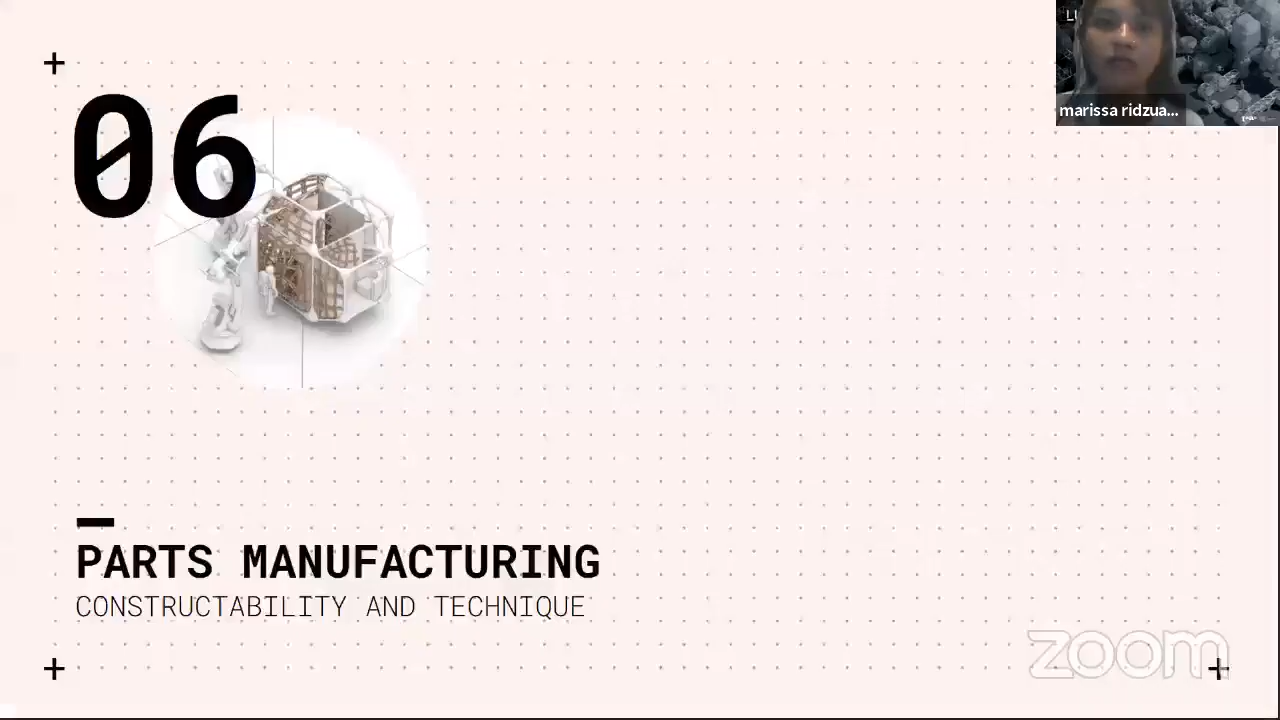 06
marissa ridzua...
PARTS MANUFACTURING
CONSTRUCTABILITY AND TECHNIQUE
zoom